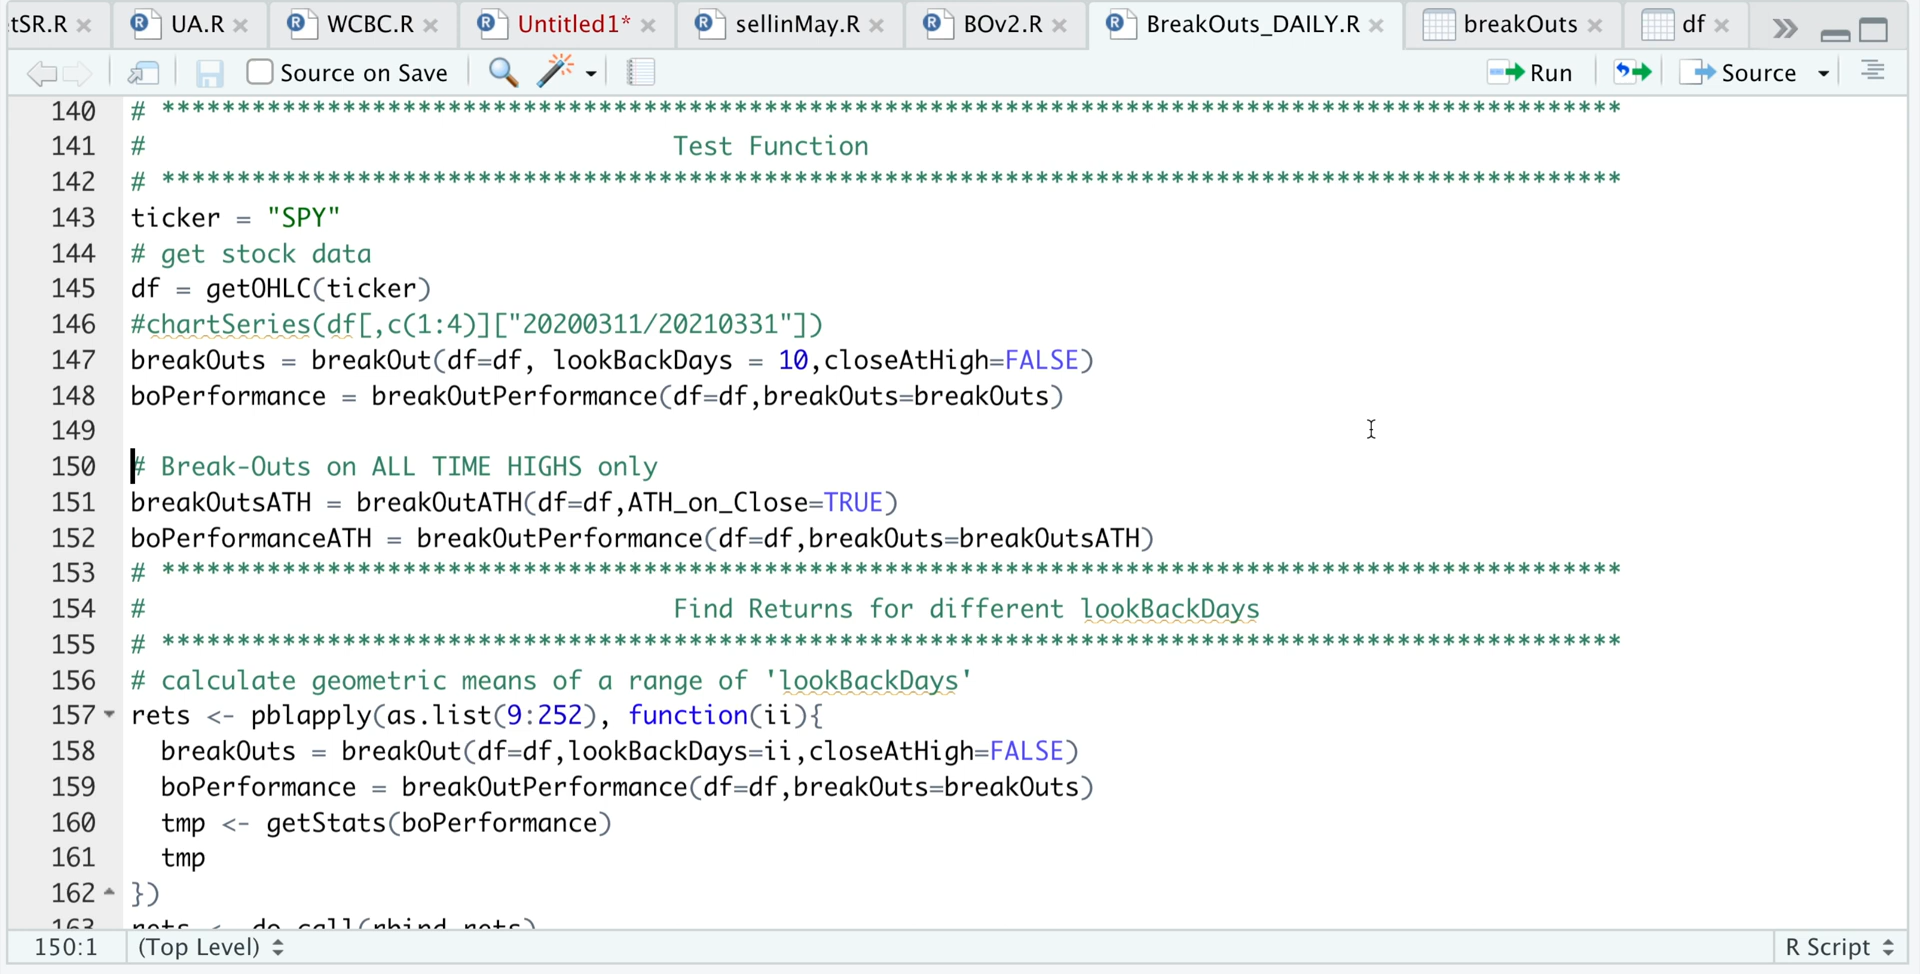 tSR.R UA.R WCBC.R Untitled1* sellinMay.R BOv2.R BreakOuts_DAILY.R breakOuts df
Source on Save Run Source
140 # *************************************************************************************************
141 # Test Function
142 # *************************************************************************************************
143 ticker = "SPY"
144 # get stock data
145 df = getOHLC(ticker)
146 #chartSeries(df[,c(1:4)]["20200311/20210331"])
147 breakOuts = breakOut(df=df, lookBackDays = 10,closeAtHigh=FALSE)
148 boPerformance = breakOutPerformance(df=df,breakOuts=breakOuts)
149
150 # Break-Outs on ALL TIME HIGHS only
151 breakOutsATH = breakOutATH(df=df,ATH_on_Close=TRUE)
152 boPerformanceATH = breakOutPerformance(df=df,breakOuts=breakOutsATH)
153 # *************************************************************************************************
154 # Find Returns for different lookBackDays
155 # *************************************************************************************************
156 # calculate geometric means of a range of 'lookBackDays'
157 rets <- pblapply(as.list(9:252), function(ii){
158 breakOuts = breakOut(df=df,lookBackDays=ii,closeAtHigh=FALSE)
159 boPerformance = breakOutPerformance(df=df,breakOuts=breakOuts)
160 tmp <- getStats(boPerformance)
161 tmp
162 })
163 rets <- do.call(rbind,rets)
150:1 (Top Level) R Script